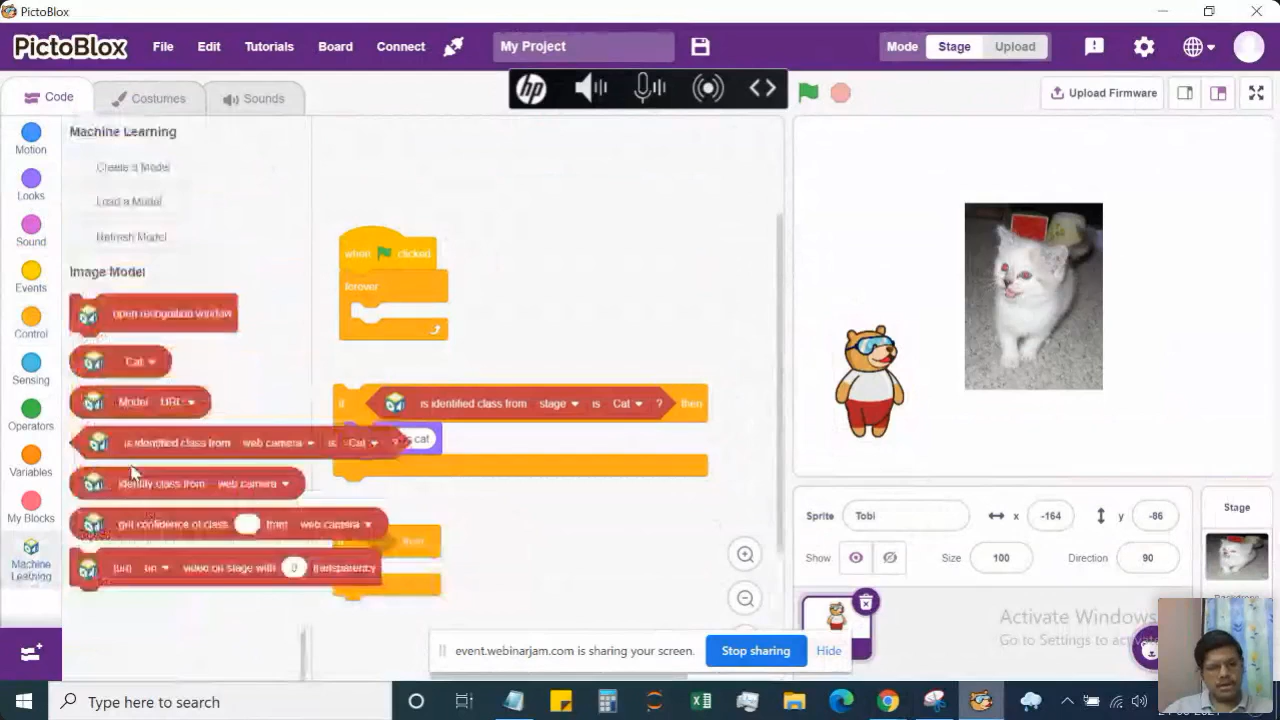 PictoBlox
PictoBlox
File
Edit
Tutorials
Board
Connect
My Project
Mode
Stage
Upload
Code
Costumes
Sounds
hp
Upload Firmware
Motion
Looks
Sound
Events
Control
Sensing
Operators
Variables
My Blocks
Machine Learning
Machine Learning
Create a Model
Load a Model
Refresh Model
Image Model
open recognition window
Cat
Model URL
is identified class from web camera is Cat ?
identify class from web camera
get confidence of class from web camera
turn on video on stage with 0 transparency
when clicked
forever
if is identified class from stage is Cat ? then
cat
then
Sprite
Tobi
x
-164
y
-86
Show
Size
100
Direction
90
Stage
Activate Windows
Go to Settings to activate
event.webinarjam.com is sharing your screen.
Stop sharing
Hide
Type here to search